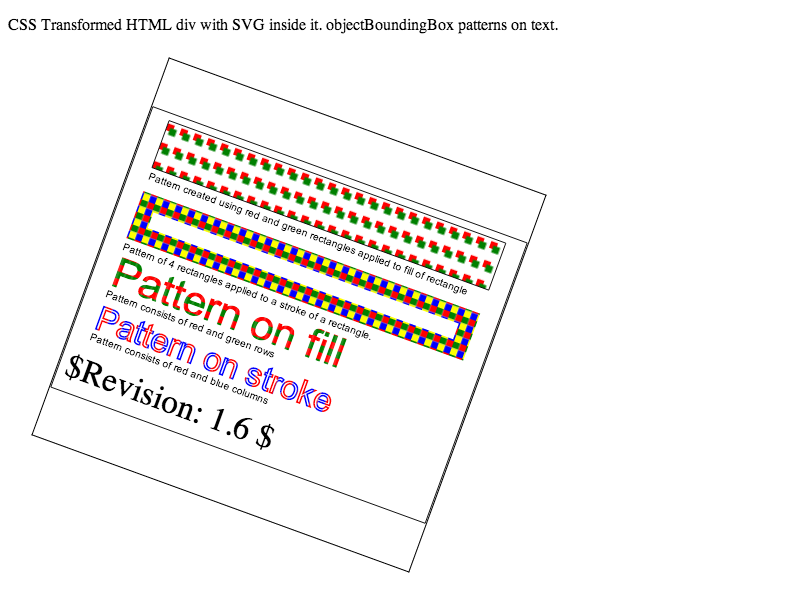 CSS Transformed HTML div with SVG inside it. objectBoundingBox patterns on text.
Pattern created using red and green rectangles applied to fill of rectangle
Pattern of 4 rectangles applied to a stroke of a rectangle.
Pattern on fill
Pattern consists of red and green rows
Pattern on stroke
Pattern consists of red and blue columns
$Revision: 1.6 $